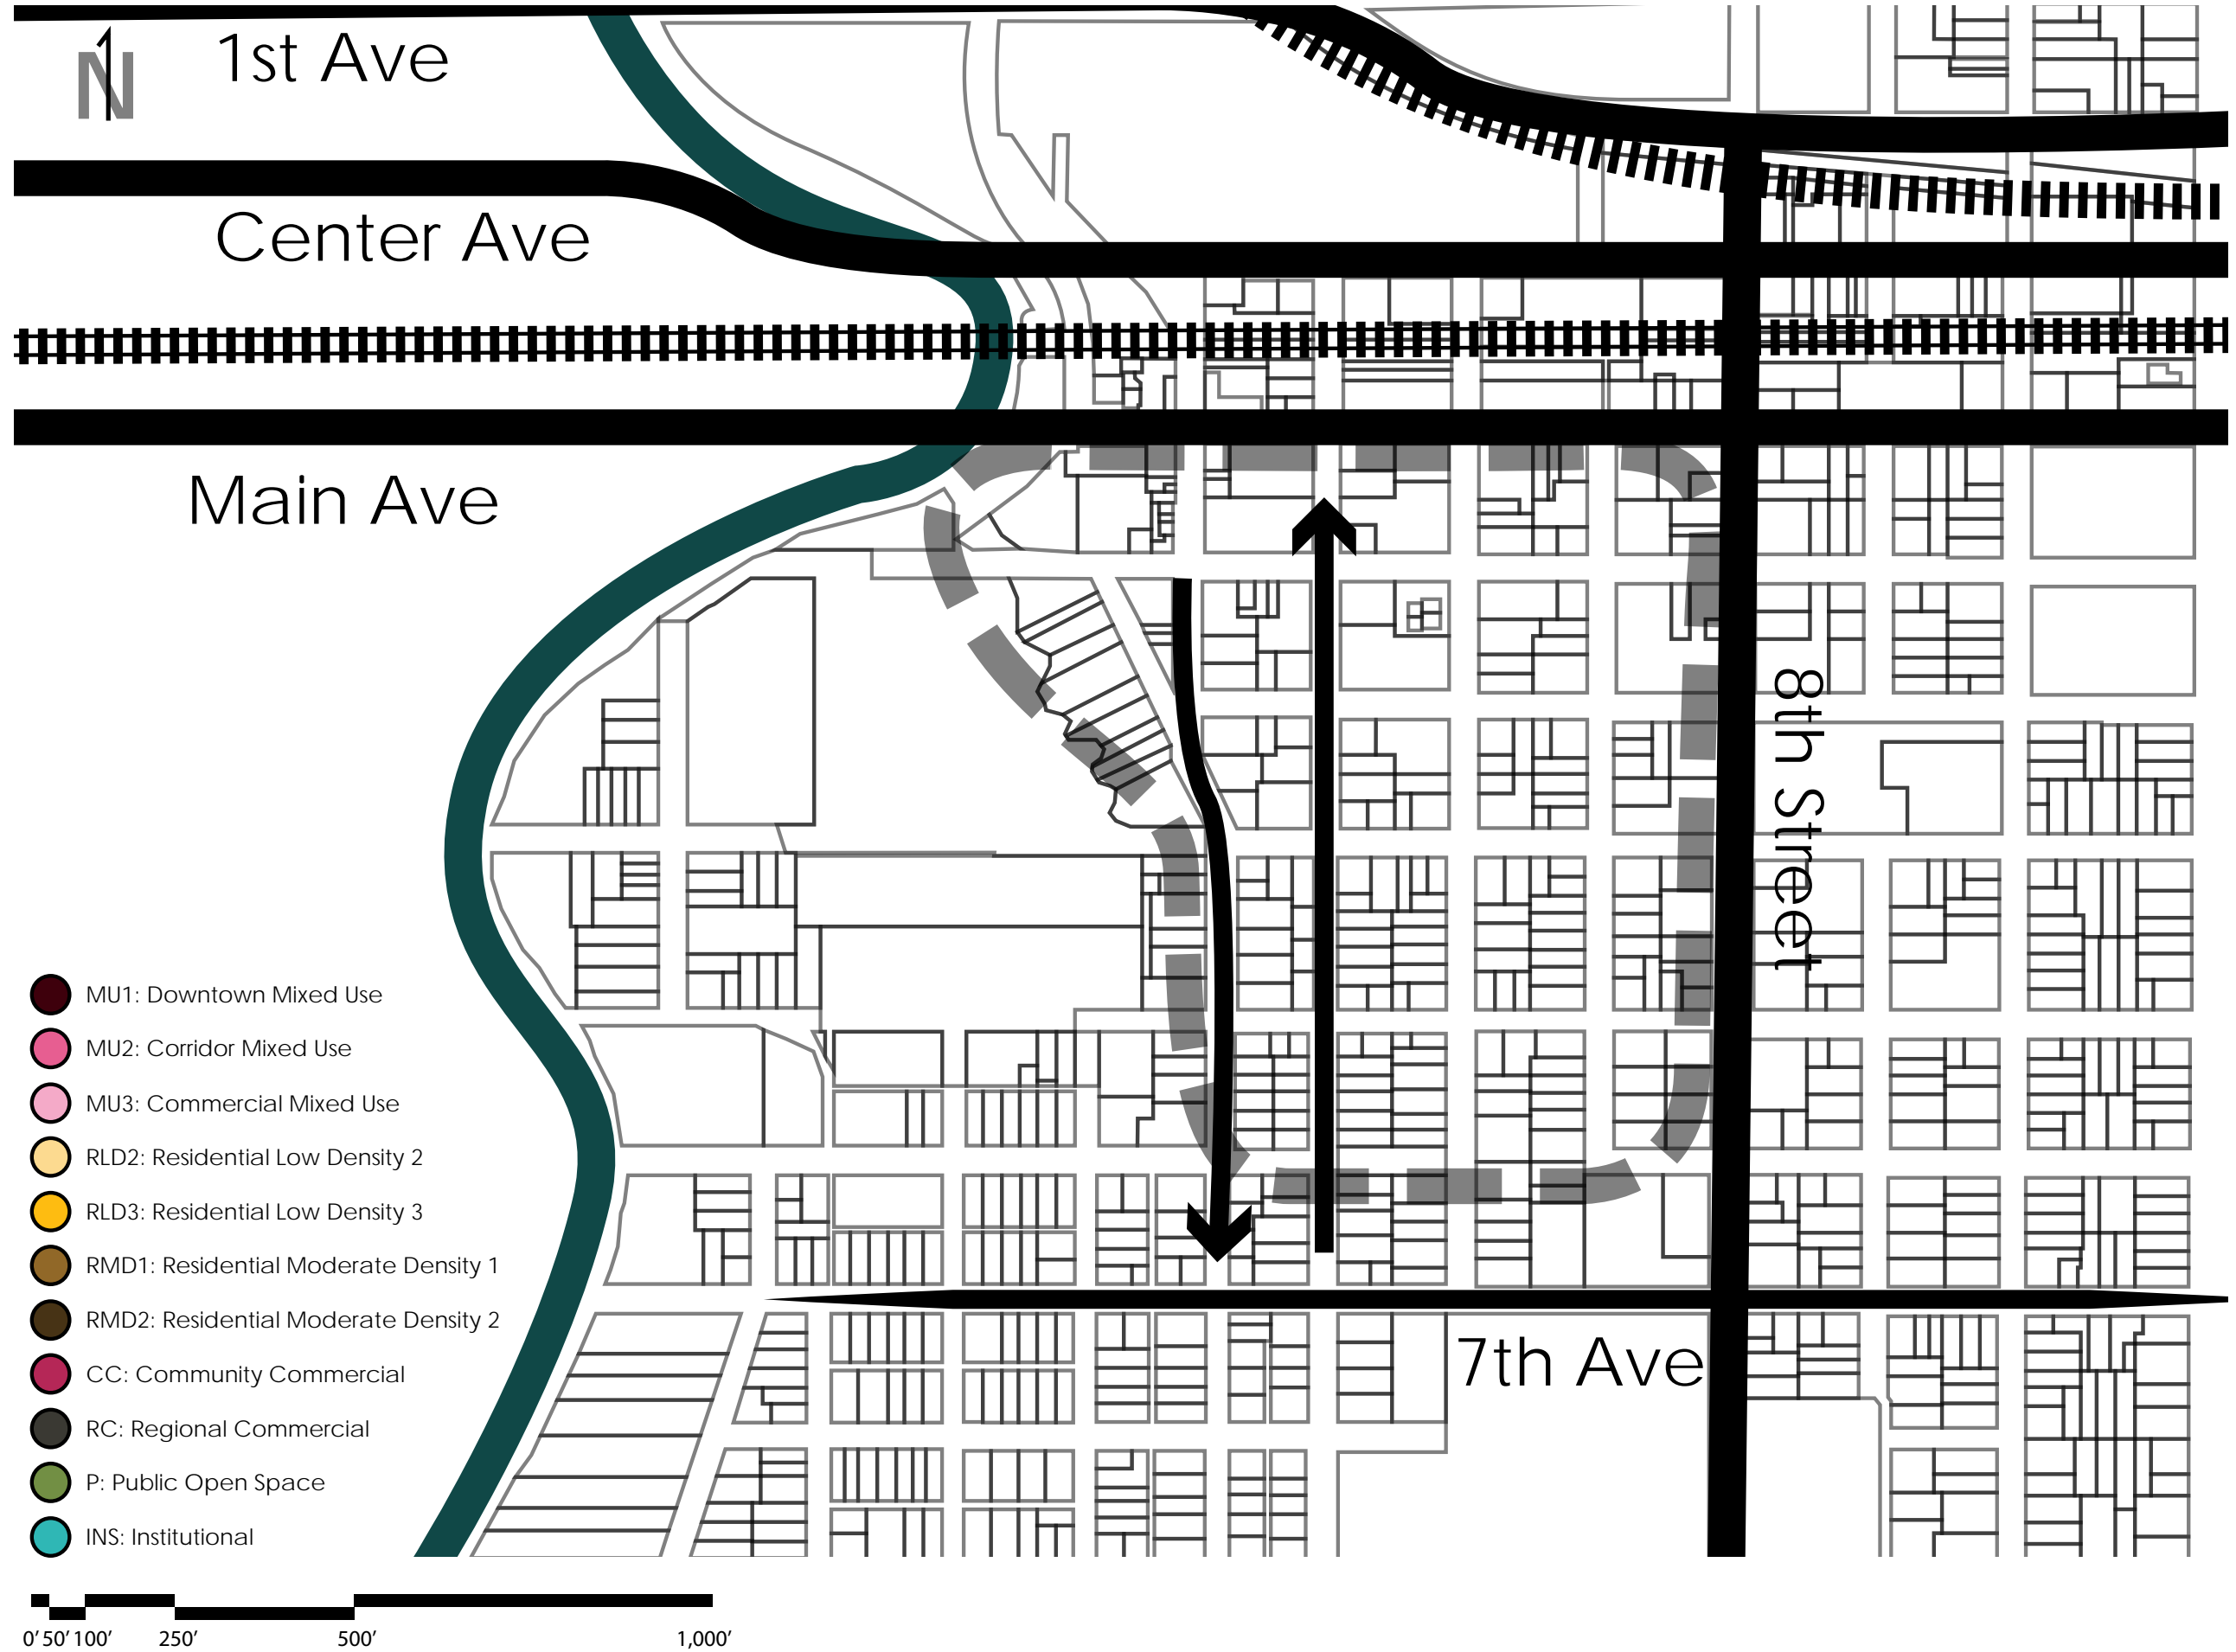 N
1st Ave
Center Ave
Main Ave
8th Street
MU1: Downtown Mixed Use
MU2: Corridor Mixed Use
MU3: Commercial Mixed Use
RLD2: Residential Low Density 2
RLD3: Residential Low Density 3
RMD1: Residential Moderate Density 1
RMD2: Residential Moderate Density 2
CC: Community Commercial
RC: Regional Commercial
P: Public Open Space
INS: Institutional
7th Ave
0' 50' 100' 250' 500' 1,000'